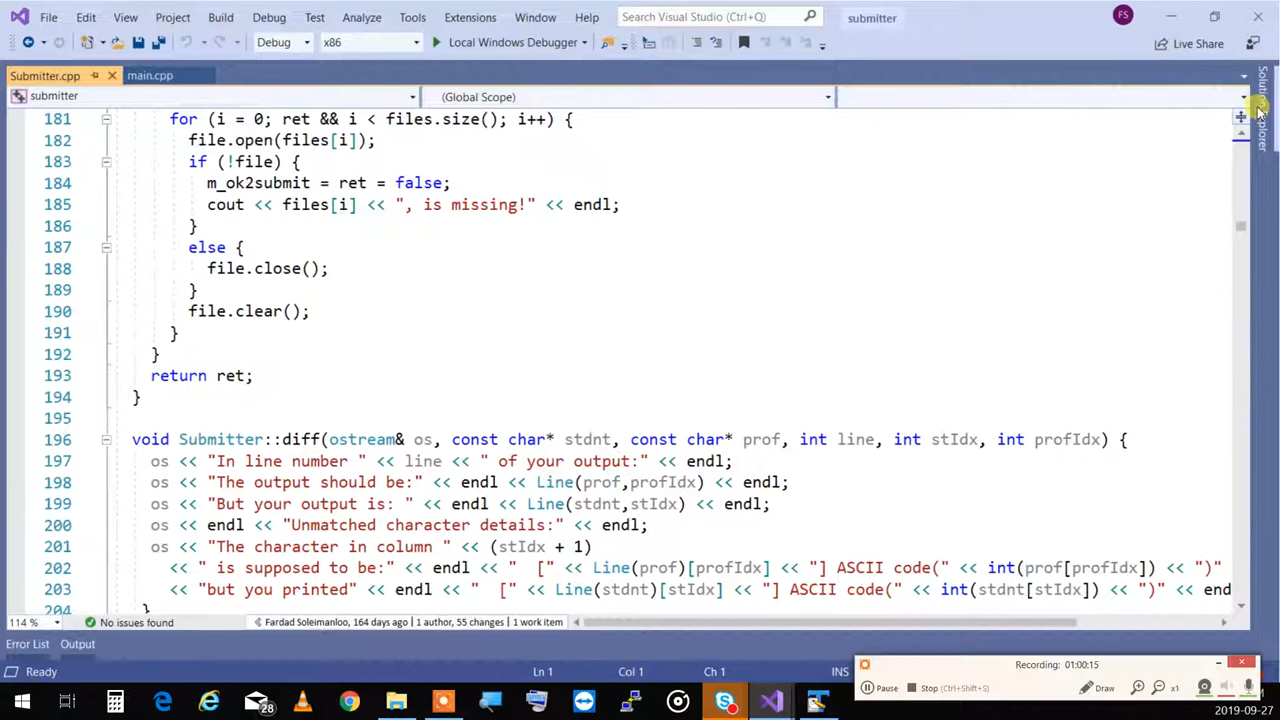 File Edit View Project Build Debug Test Analyze Tools Extensions Window Help Search Visual Studio (Ctrl+Q) submitter FS
Debug x86 Local Windows Debugger Live Share
Submitter.cpp main.cpp
submitter (Global Scope)
Solution Explorer
181 for (i = 0; ret && i < files.size(); i++) {
182 file.open(files[i]);
183 if (!file) {
184 m_ok2submit = ret = false;
185 cout << files[i] << ", is missing!" << endl;
186 }
187 else {
188 file.close();
189 }
190 file.clear();
191 }
192 }
193 return ret;
194 }
195
196 void Submitter::diff(ostream& os, const char* stdnt, const char* prof, int line, int stIdx, int profIdx) {
197 os << "In line number " << line << " of your output:" << endl;
198 os << "The output should be:" << endl << Line(prof,profIdx) << endl;
199 os << "But your output is: " << endl << Line(stdnt,stIdx) << endl;
200 os << endl << "Unmatched character details:" << endl;
201 os << "The character in column " << (stIdx + 1)
202 << " is supposed to be:" << endl << " [" << Line(prof)[profIdx] << "] ASCII code(" << int(prof[profIdx]) << ")"
203 << "but you printed" << endl << " [" << Line(stdnt)[stIdx] << "] ASCII code(" << int(stdnt[stIdx]) << ")" << end
204 }
114 % No issues found Fardad Soleimanloo, 164 days ago | 1 author, 55 changes | 1 work item
Error List Output
Ready Ln 1 Col 1 Ch 1 INS
Recording: 01:00:15
Pause Stop (Ctrl+Shift+S) Draw x1
28
2019-09-27